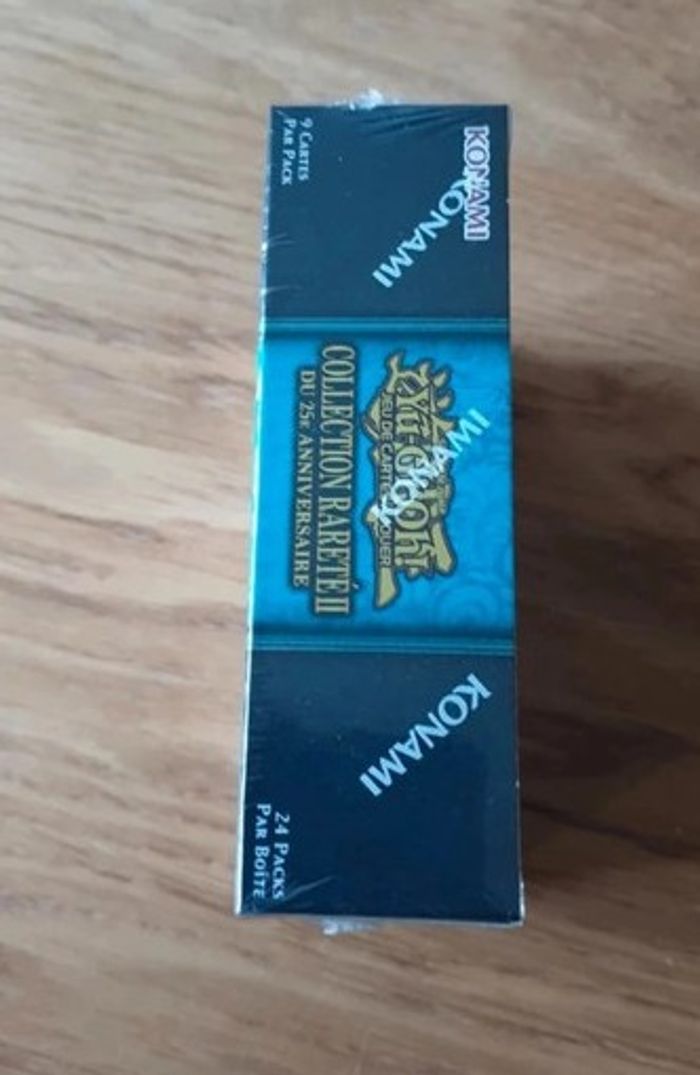 9 CARTES
PAR PACK
KONAMI
KONAMI
Yu-Gi-Oh!
JEU DE CARTES
JOUER
KONAMI
COLLECTION RARETÉ II
DU 25E ANNIVERSAIRE
KONAMI
24 PACKS
PAR BOÎTE